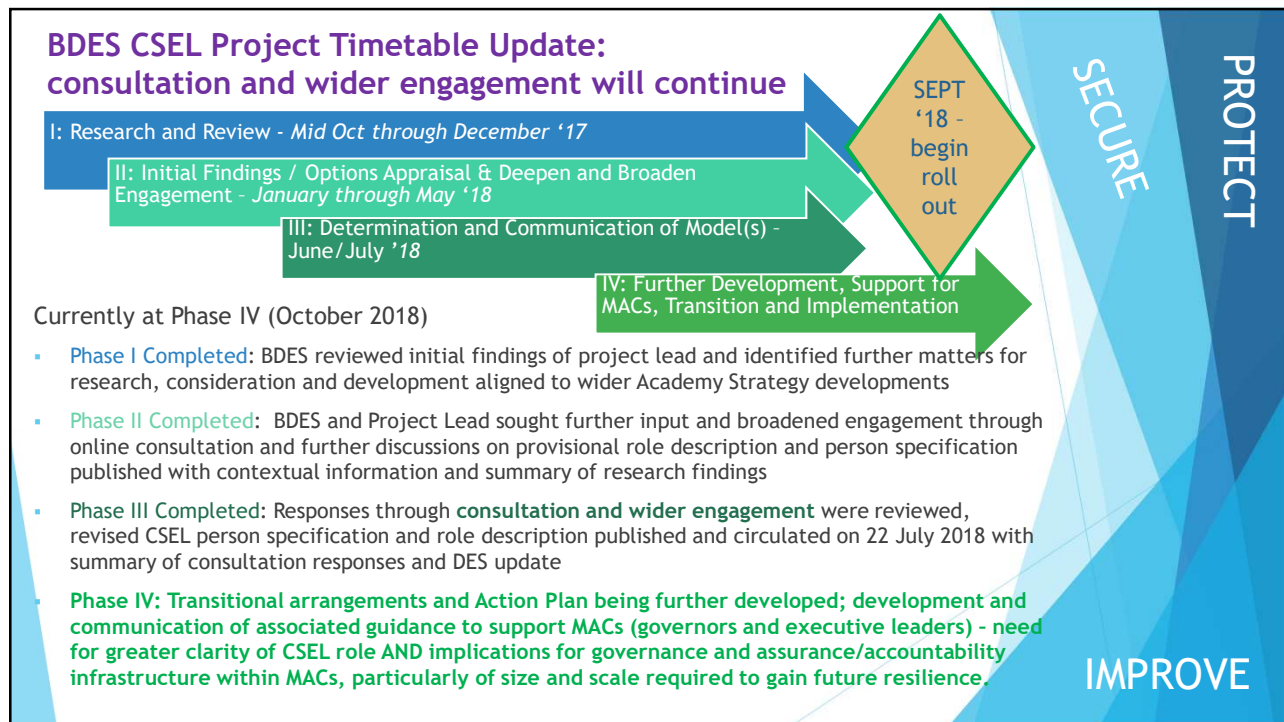 BDES CSEL Project Timetable Update:
consultation and wider engagement will continue
I: Research and Review - Mid Oct through December ‘17
II: Initial Findings / Options Appraisal & Deepen and Broaden
Engagement – January through May ‘18
III: Determination and Communication of Model(s) –
June/July ’18
IV: Further Development, Support for
MACs, Transition and Implementation
SEPT
‘18 –
begin
roll
out
SECURE
PROTECT
Currently at Phase IV (October 2018)
▪ Phase I Completed: BDES reviewed initial findings of project lead and identified further matters for
research, consideration and development aligned to wider Academy Strategy developments
▪ Phase II Completed: BDES and Project Lead sought further input and broadened engagement through
online consultation and further discussions on provisional role description and person specification
published with contextual information and summary of research findings
▪ Phase III Completed: Responses through consultation and wider engagement were reviewed,
revised CSEL person specification and role description published and circulated on 22 July 2018 with
summary of consultation responses and DES update
▪ Phase IV: Transitional arrangements and Action Plan being further developed; development and
communication of associated guidance to support MACs (governors and executive leaders) – need
for greater clarity of CSEL role AND implications for governance and assurance/accountability
infrastructure within MACs, particularly of size and scale required to gain future resilience.
IMPROVE